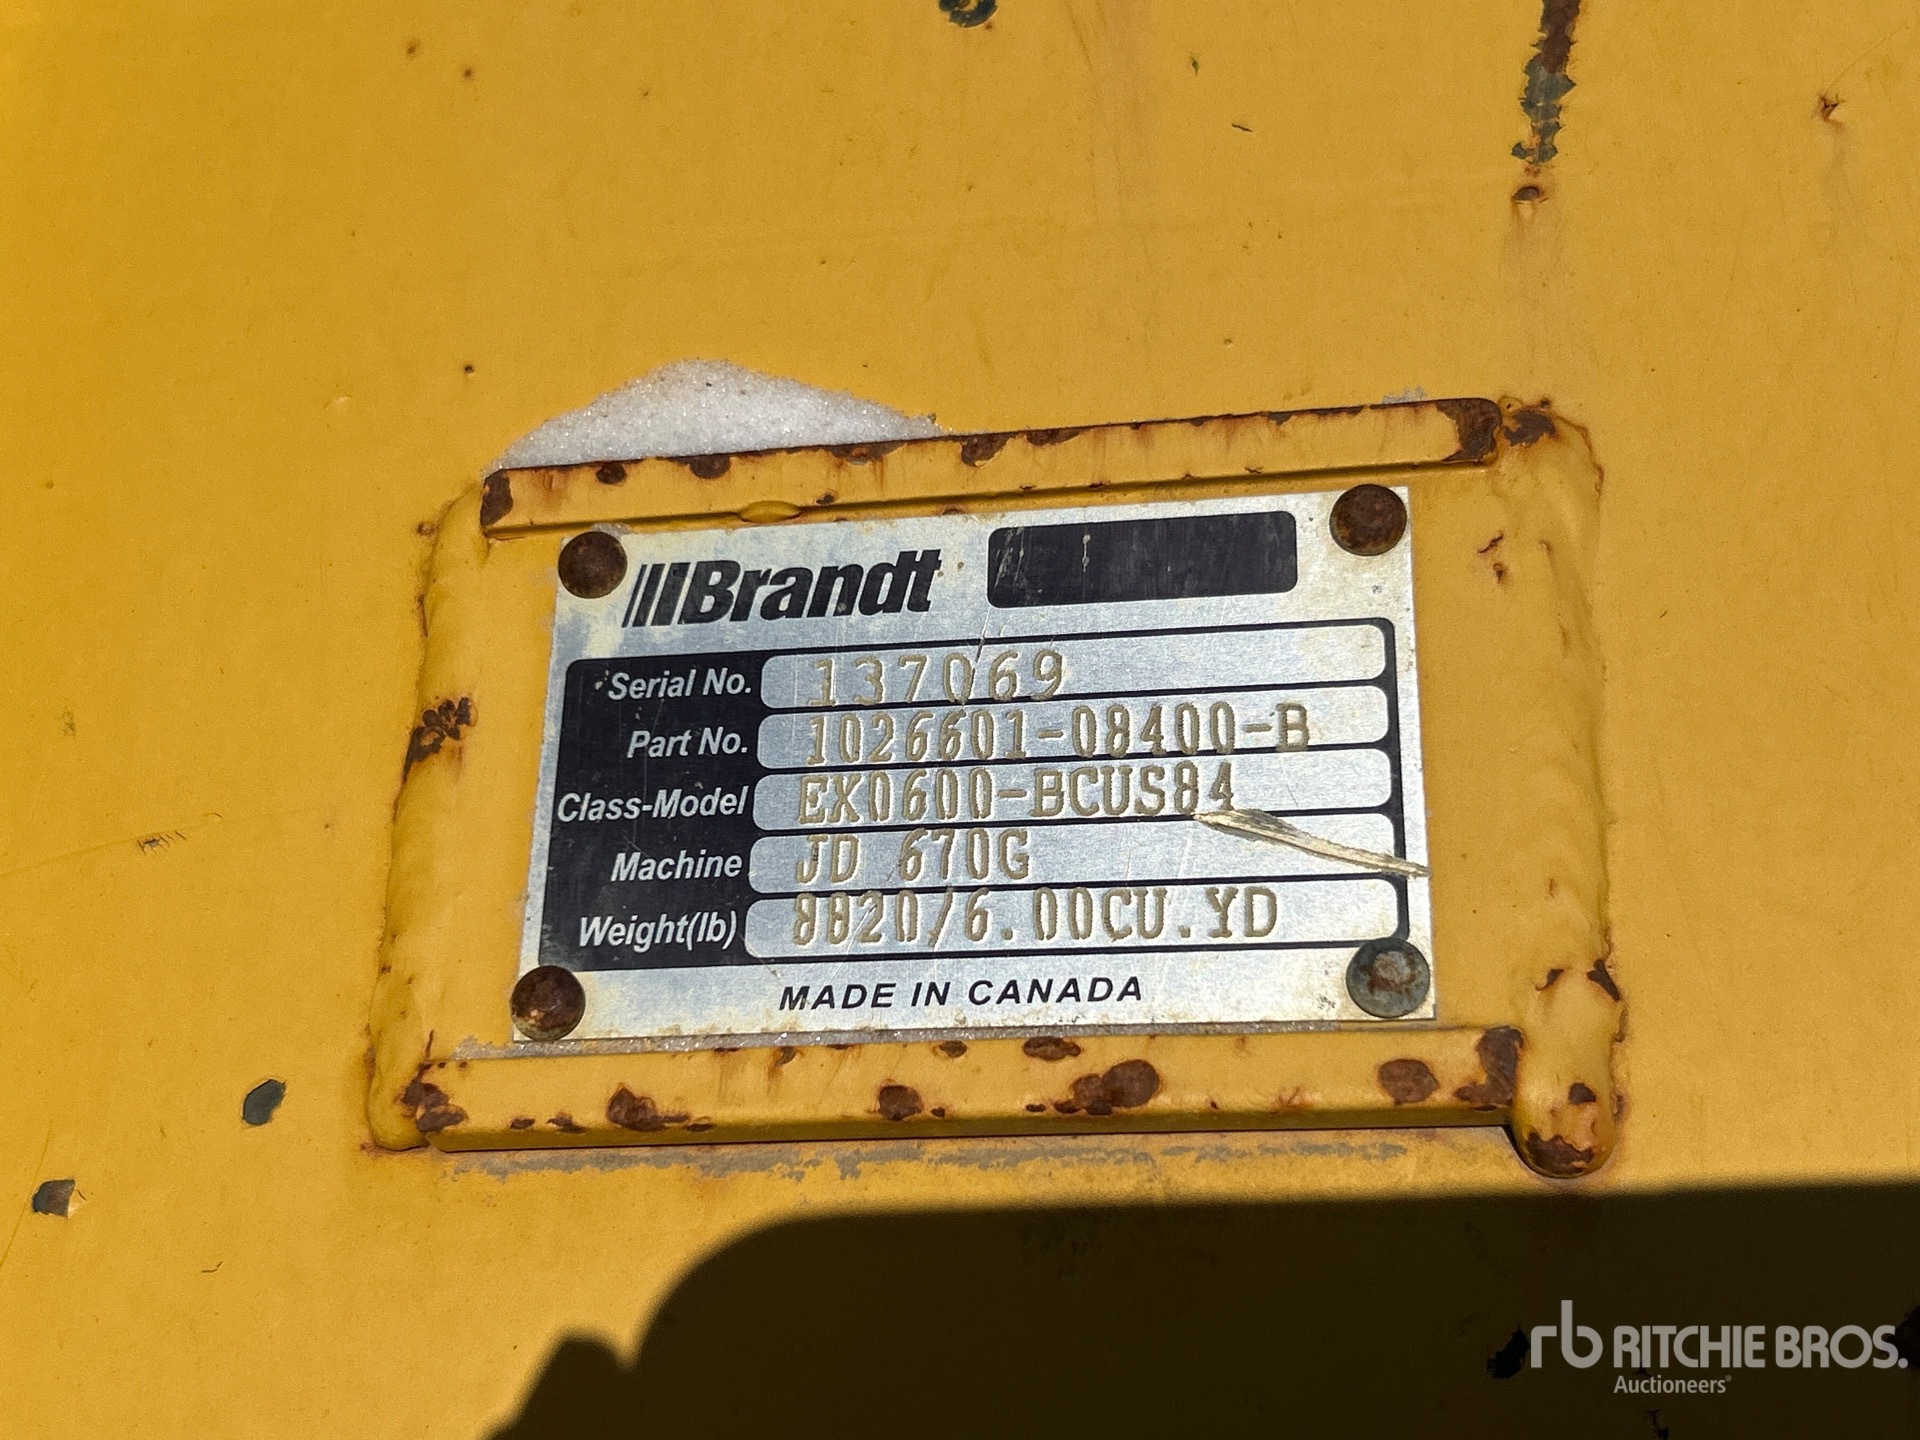 Brandt
Serial No. 137069
Part No. 1026601-08400-B
Class-Model EX0600-BCUS84
Machine JD 670G
Weight(lb) 8820/6.00CU.YD
MADE IN CANADA
rb RITCHIE BROS.
Auctioneers®